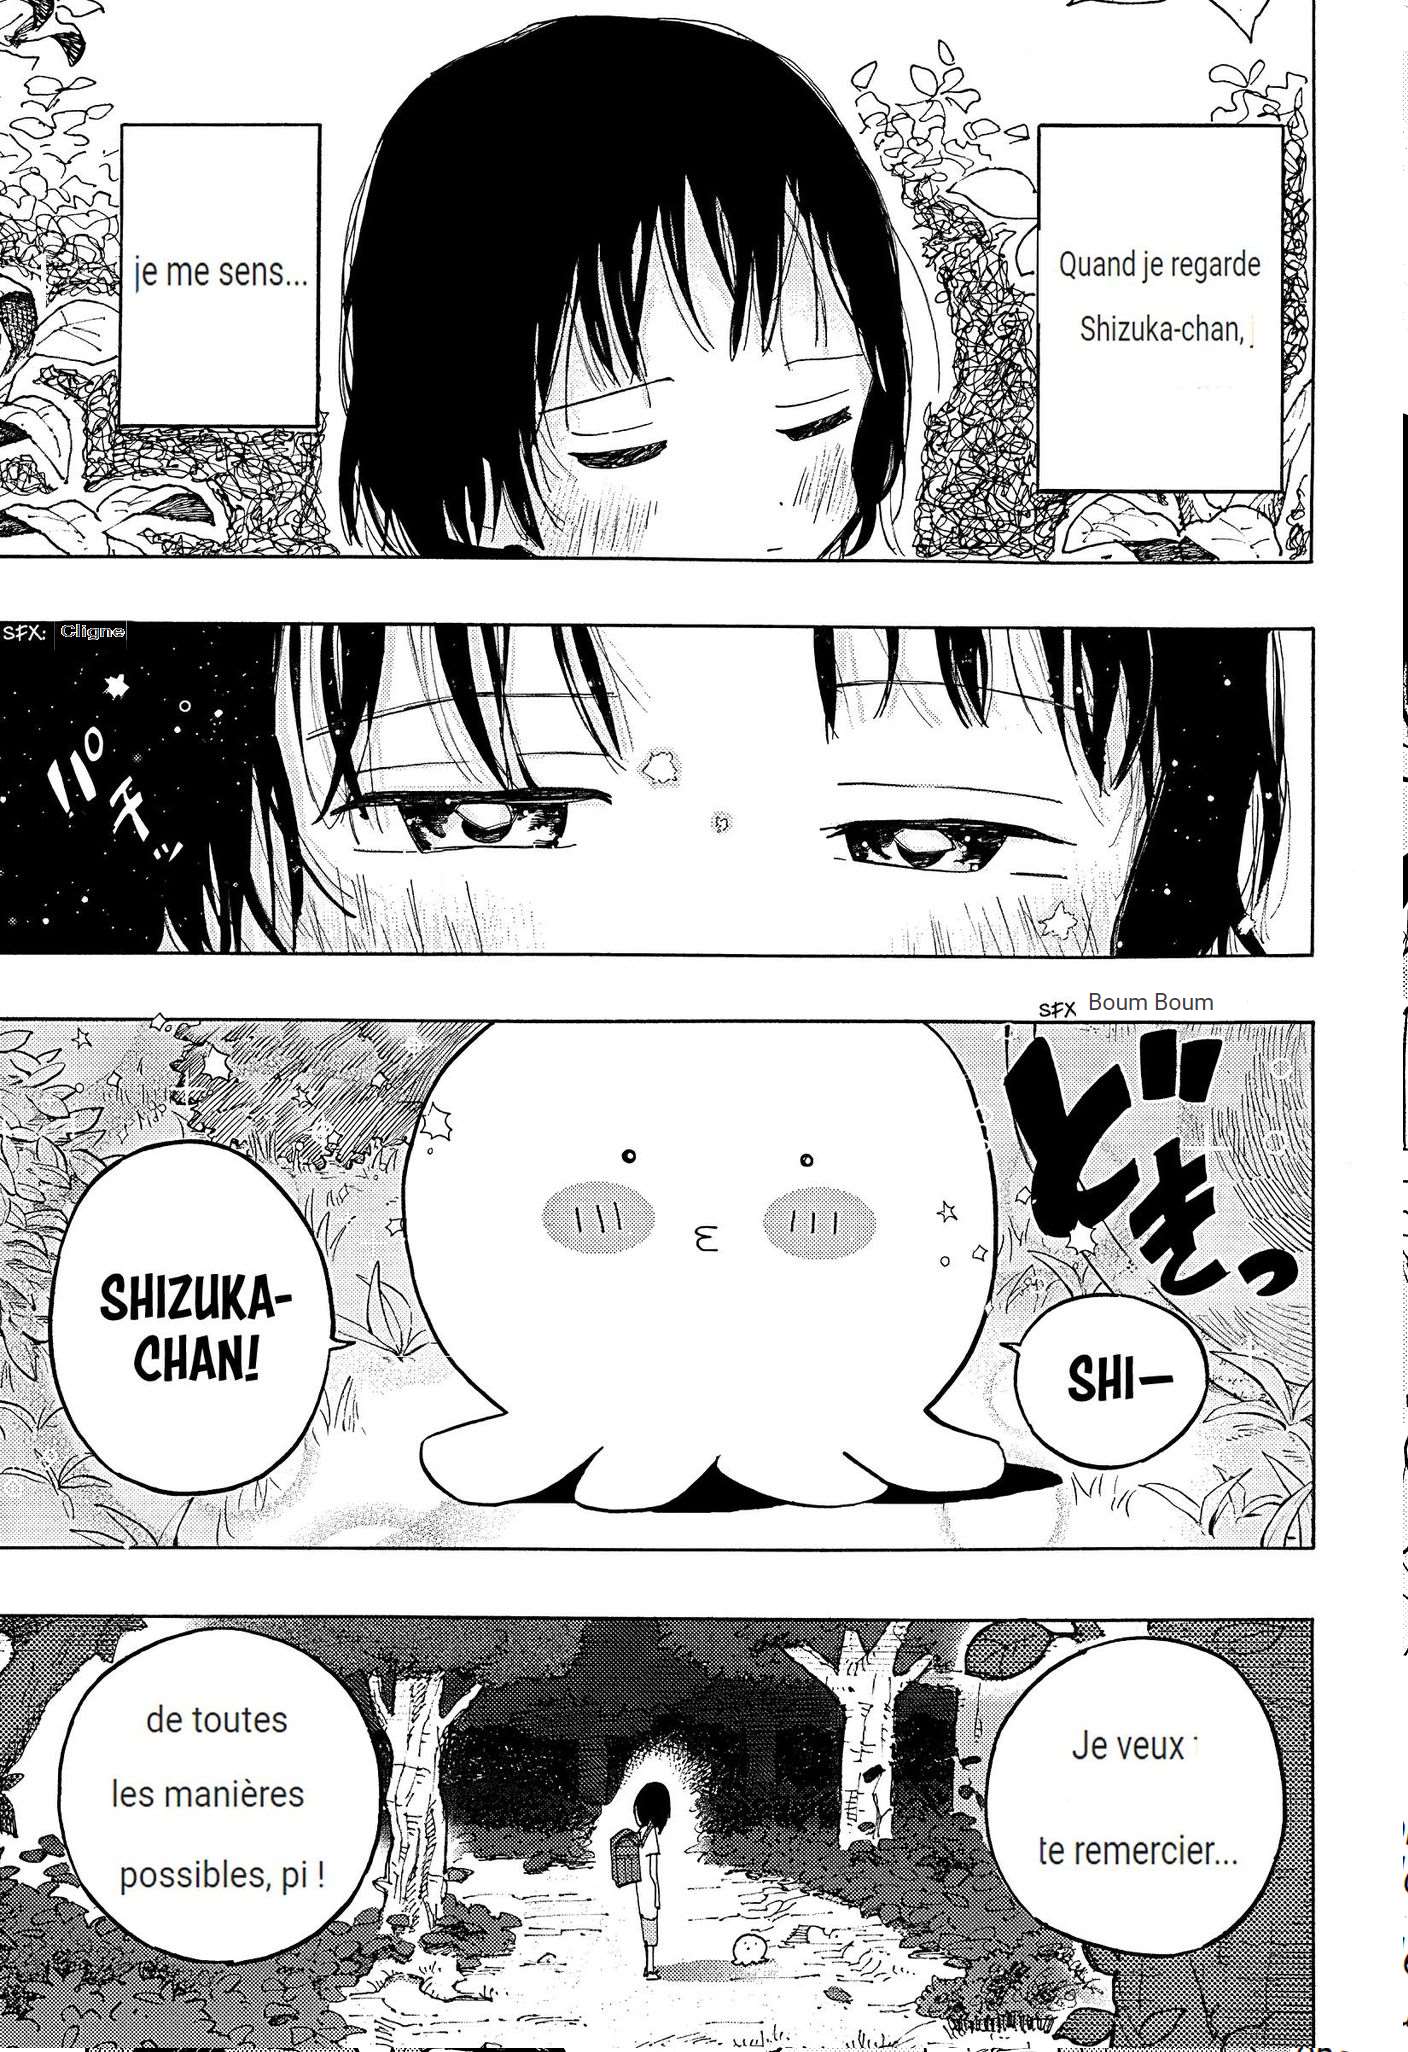 Quand je regarde
Shizuka-chan,
je me sens...
SFX: Cligne
パチッ
SFX Boum Boum
どきっ
SHI—
SHIZUKA-
CHAN!
Je veux
te remercier...
de toutes
les manières
possibles, pi !